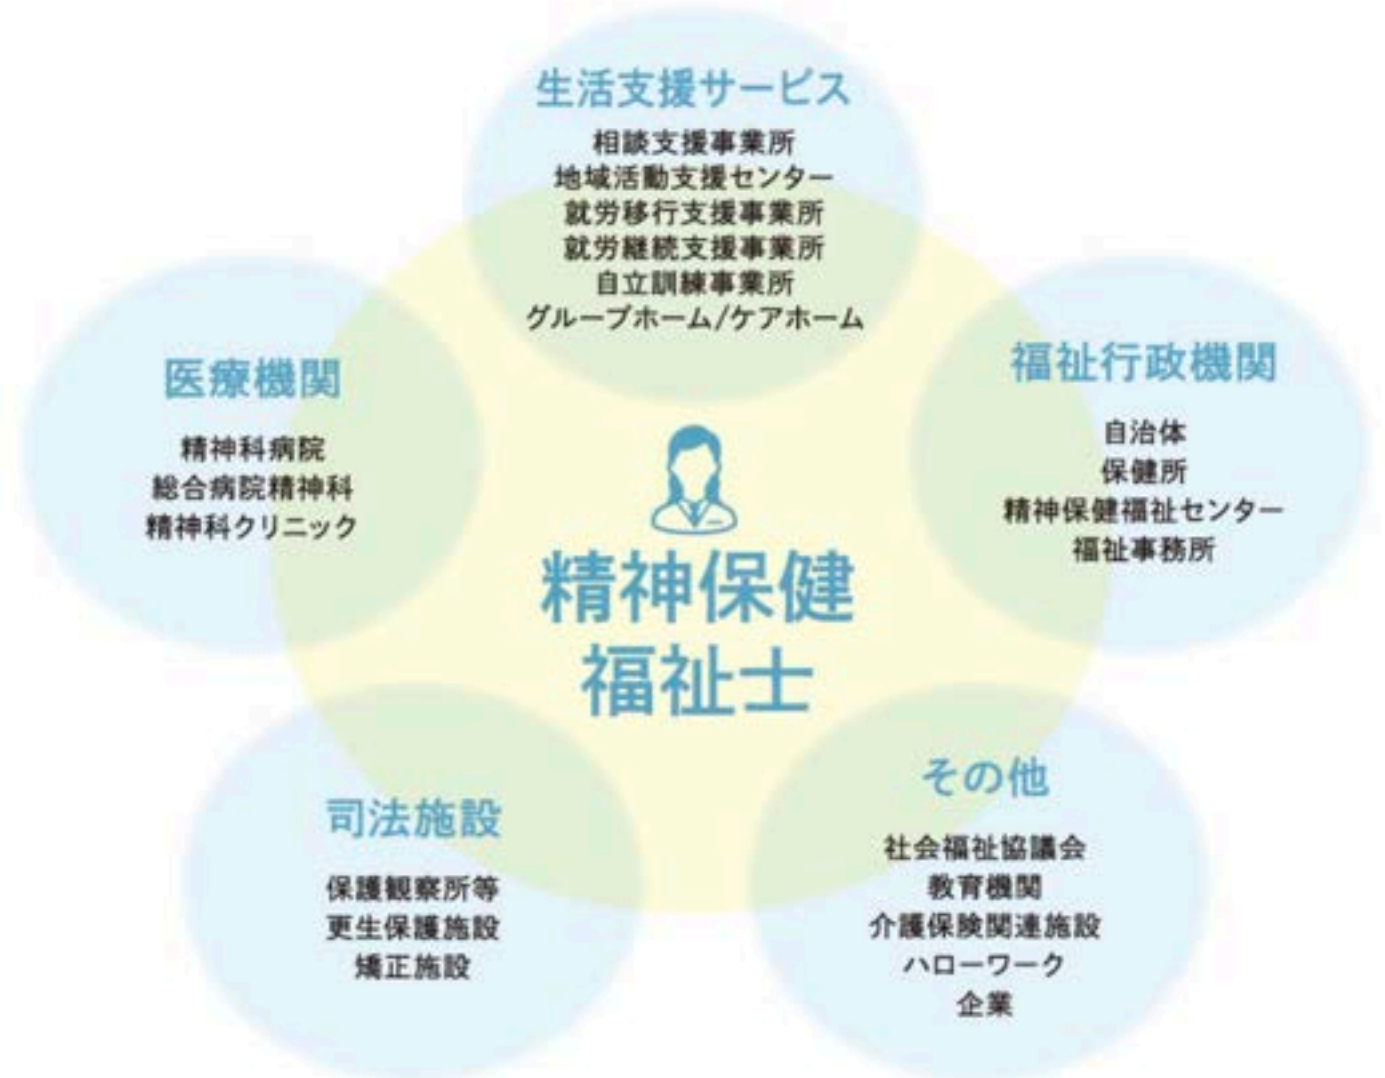 生活支援サービス
相談支援事業所
地域活動支援センター
就労移行支援事業所
就労継続支援事業所
自立訓練事業所
グループホーム/ケアホーム
医療機関
精神科病院
総合病院精神科
精神科クリニック
福祉行政機関
自治体
保健所
精神保健福祉センター
福祉事務所
精神保健
福祉士
司法施設
保護観察所等
更生保護施設
矯正施設
その他
社会福祉協議会
教育機関
介護保険関連施設
ハローワーク
企業